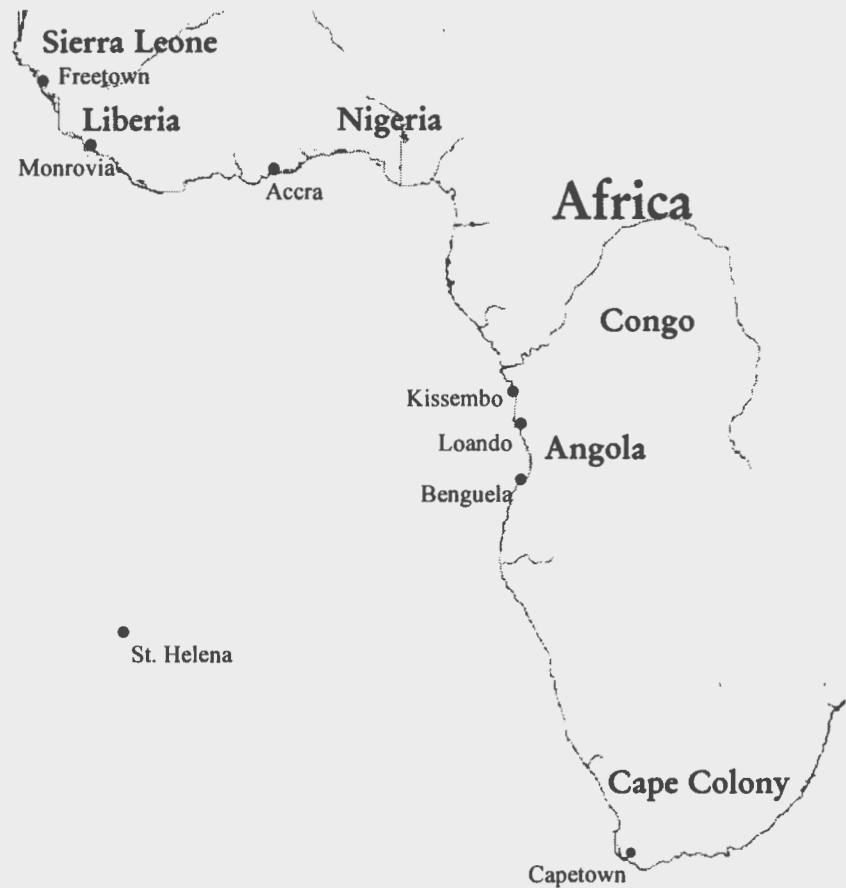 Sierra Leone
Freetown
Liberia
Nigeria
Monrovia
Accra
Africa
Congo
Kissembo
Loando
Angola
Benguela
St. Helena
Cape Colony
Capetown